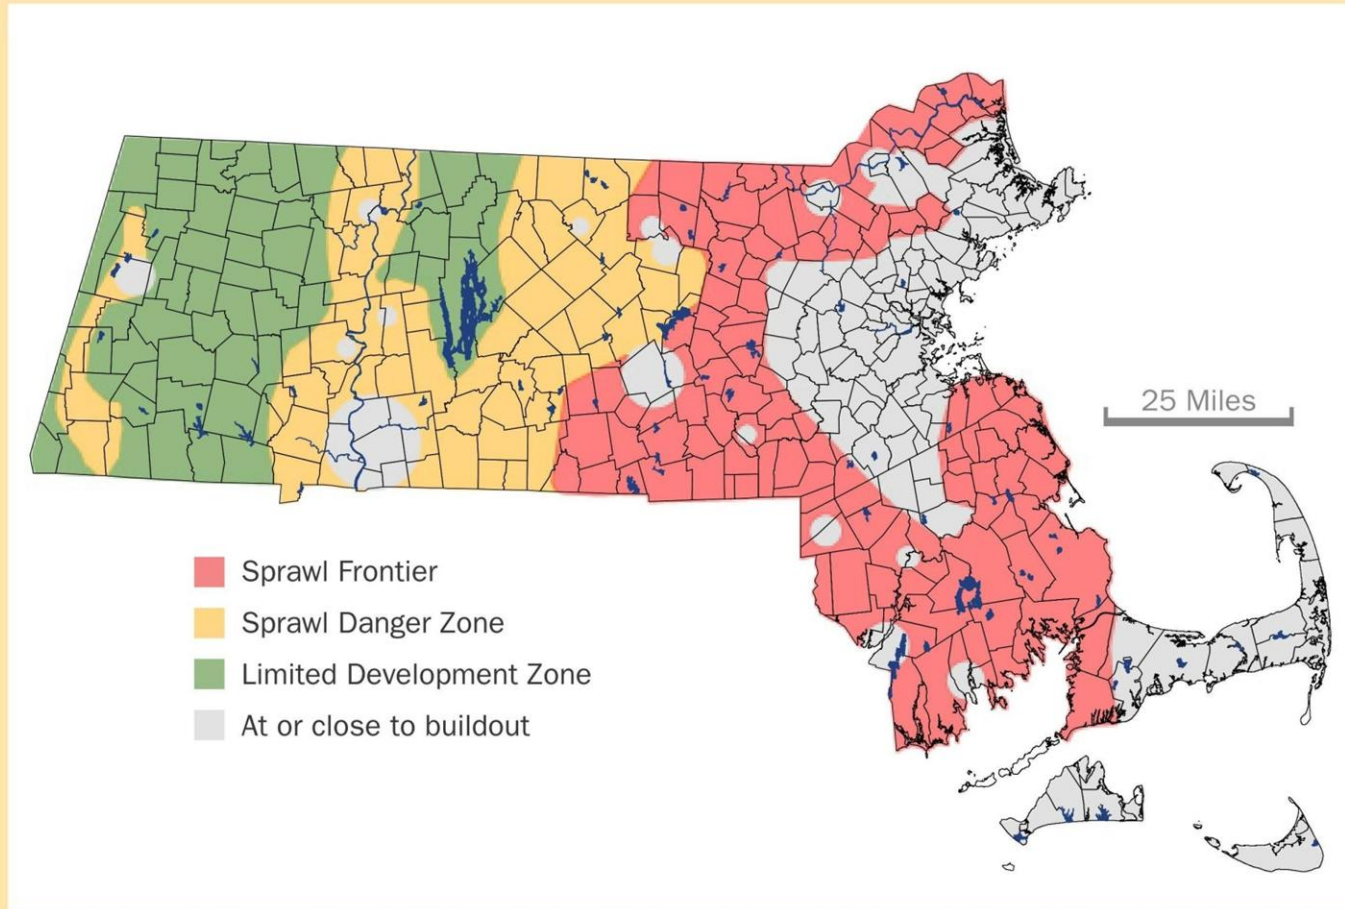 25 Miles
Sprawl Frontier
Sprawl Danger Zone
Limited Development Zone
At or close to buildout